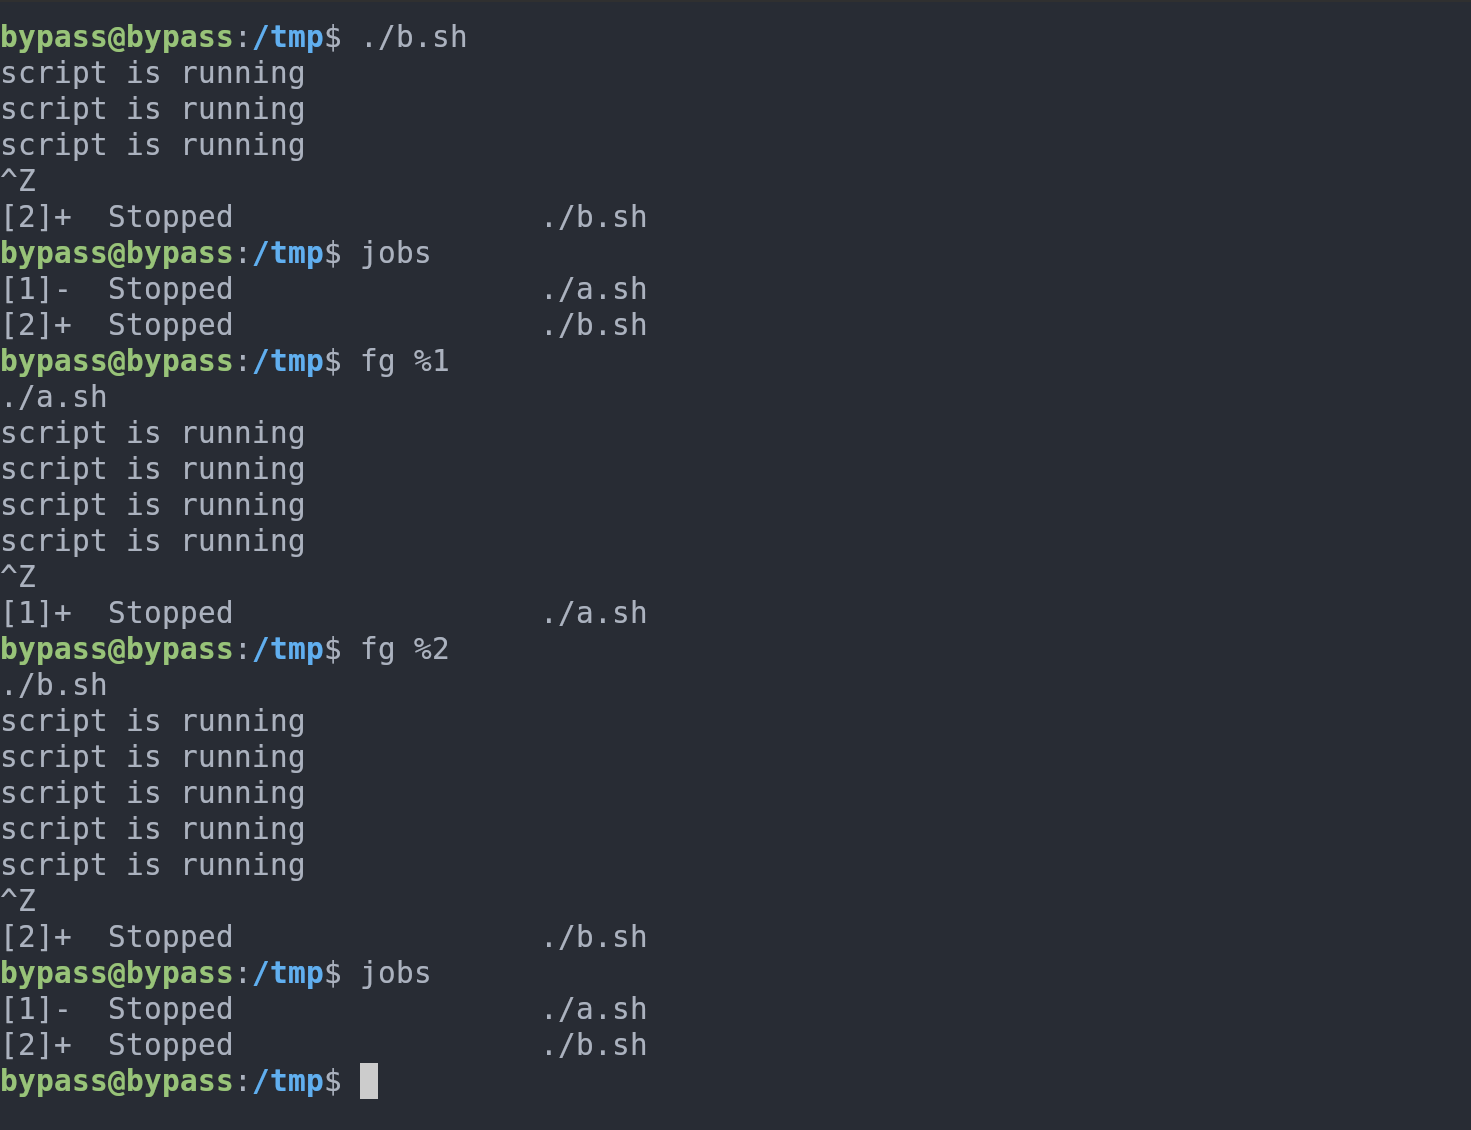 bypass@bypass:/tmp$ ./b.sh
script is running
script is running
script is running
^Z
[2]+  Stopped                 ./b.sh
bypass@bypass:/tmp$ jobs
[1]-  Stopped                 ./a.sh
[2]+  Stopped                 ./b.sh
bypass@bypass:/tmp$ fg %1
./a.sh
script is running
script is running
script is running
script is running
^Z
[1]+  Stopped                 ./a.sh
bypass@bypass:/tmp$ fg %2
./b.sh
script is running
script is running
script is running
script is running
script is running
^Z
[2]+  Stopped                 ./b.sh
bypass@bypass:/tmp$ jobs
[1]-  Stopped                 ./a.sh
[2]+  Stopped                 ./b.sh
bypass@bypass:/tmp$